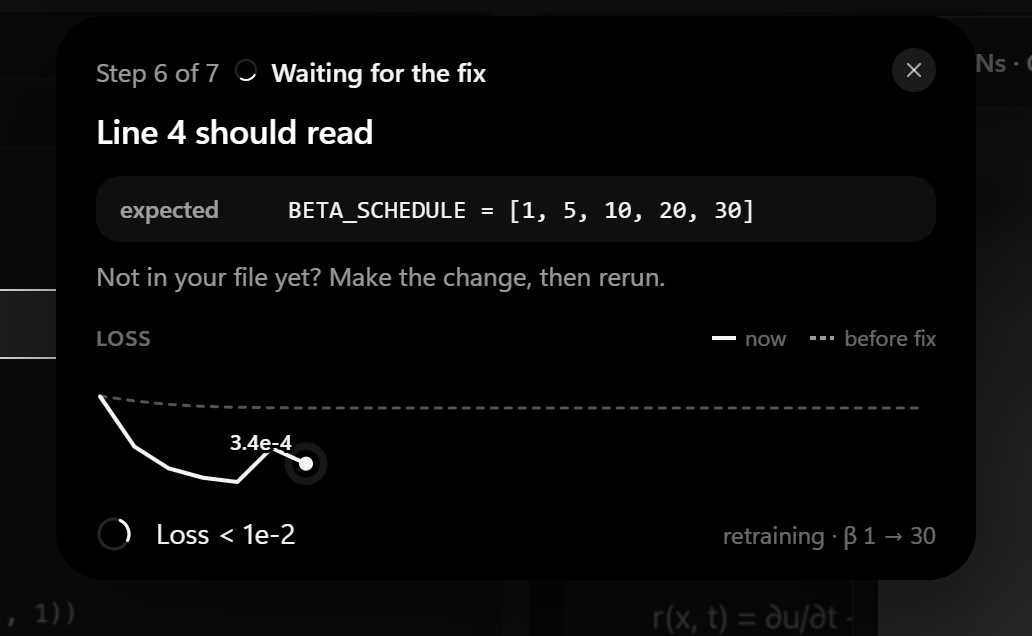 Step 6 of 7 Waiting for the fix
Ns ·
Line 4 should read
expected BETA_SCHEDULE = [1, 5, 10, 20, 30]
Not in your file yet? Make the change, then rerun.
LOSS now before fix
3.4e-4
Loss < 1e-2 retraining · β 1 → 30
, 1))
r(x, t) = ∂u/∂t